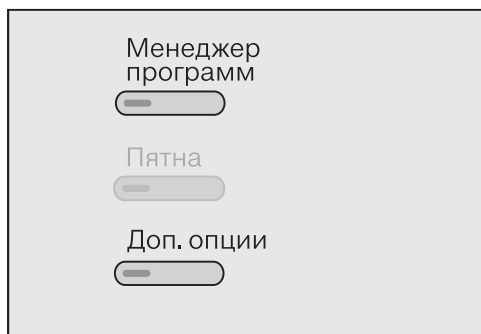 Менеджер
программ
Пятна
Доп. опции